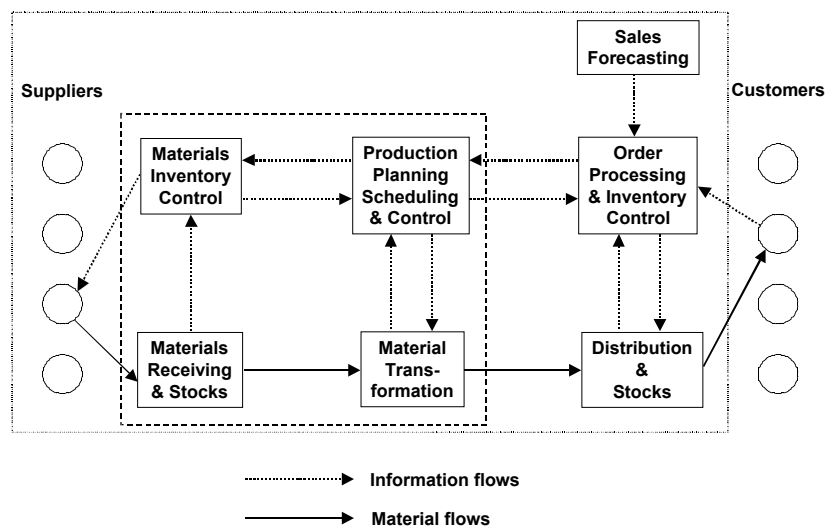 Sales
Forecasting
Suppliers
Customers
Materials
Inventory
Control
Production
Planning
Scheduling
& Control
Order
Processing
& Inventory
Control
Materials
Receiving
& Stocks
Material
Trans-
formation
Distribution
&
Stocks
Information flows
Material flows